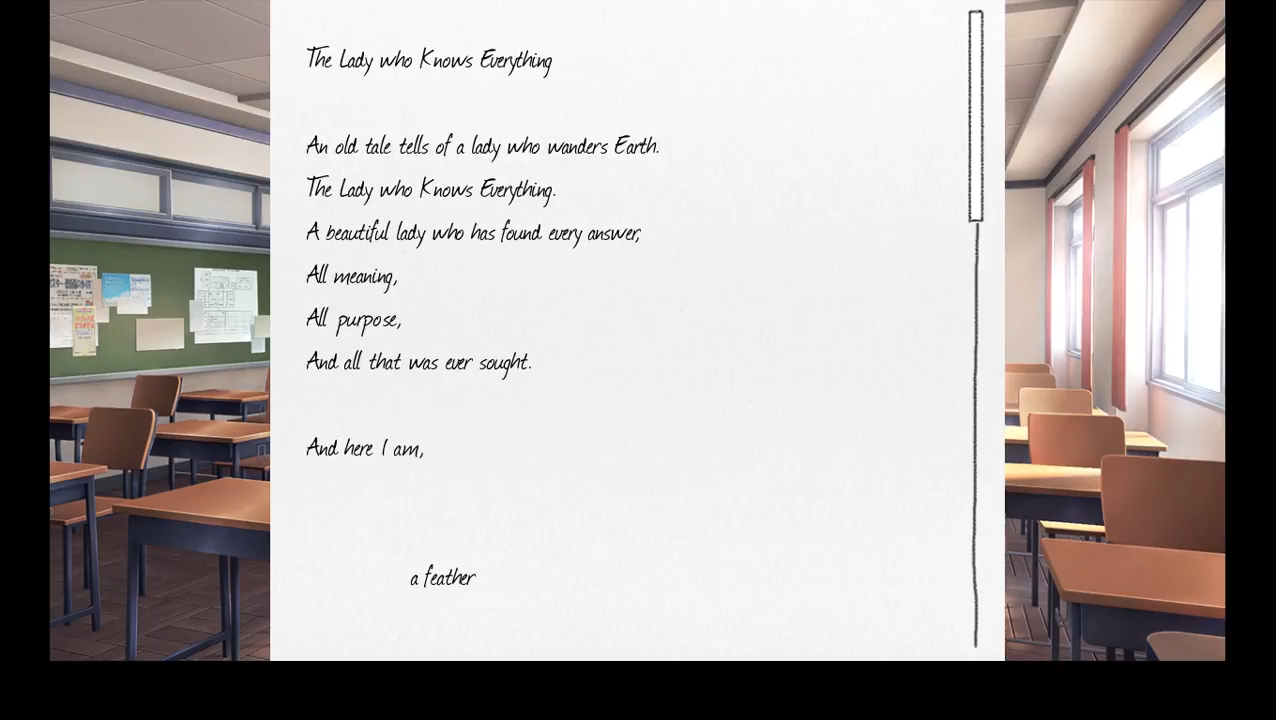 The Lady who Knows Everything
An old tale tells of a lady who wanders Earth.
The Lady who Knows Everything.
A beautiful lady who has found every answer,
All meaning,
All purpose,
And all that was ever sought.
And here I am,
a feather